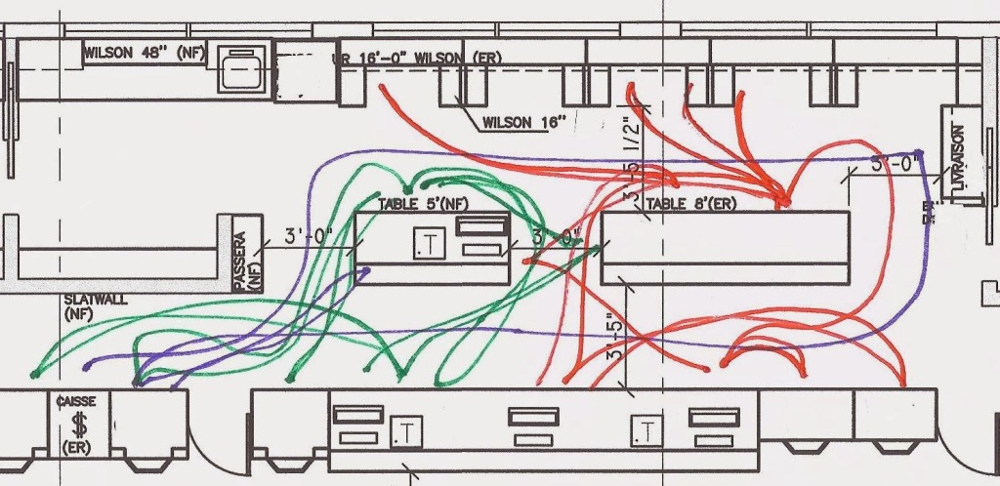 WILSON 48" (NF)
UR 16'-0" WILSON (ER)
WILSON 16"
3'-5 1/2"
3'-0"
LIVRAISON
TABLE 5'(NF)
TABLE 8'(ER)
PASSERA
(NF)
3'-0"
T
3'-0"
SLATWALL
(NF)
3'-5"
CAISSE
$
(ER)
T
T